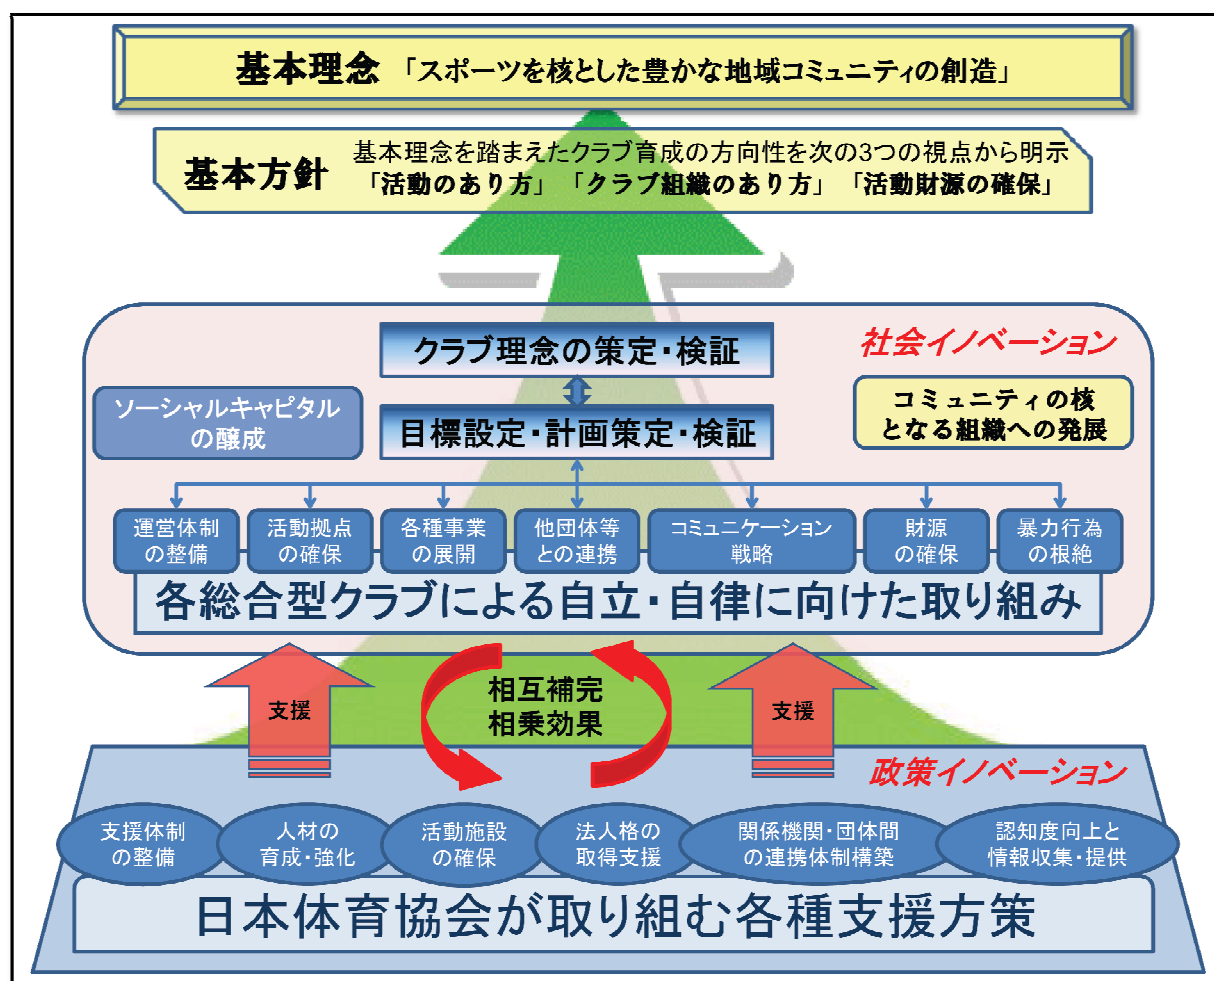 基本理念 「スポーツを核とした豊かな地域コミュニティの創造」
基本方針
基本理念を踏まえたクラブ育成の方向性を次の3つの視点から明示
「活動のあり方」 「クラブ組織のあり方」 「活動財源の確保」
社会イノベーション
クラブ理念の策定・検証
ソーシャルキャピタル
の醸成
目標設定・計画策定・検証
コミュニティの核
となる組織への発展
運営体制
の整備
活動拠点
の確保
各種事業
の展開
他団体等
との連携
コミュニケーション
戦略
財源
の確保
暴力行為
の根絶
各総合型クラブによる自立・自律に向けた取り組み
支援
相互補完
相乗効果
支援
政策イノベーション
支援体制
の整備
人材の
育成・強化
活動施設
の確保
法人格の
取得支援
関係機関・団体間
の連携体制構築
認知度向上と
情報収集・提供
日本体育協会が取り組む各種支援方策